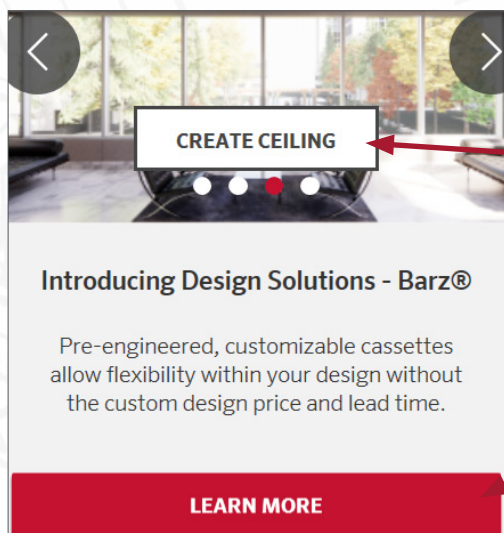 CREATE CEILING
Introducing Design Solutions - Barz®
Pre-engineered, customizable cassettes
allow flexibility within your design without
the custom design price and lead time.
LEARN MORE